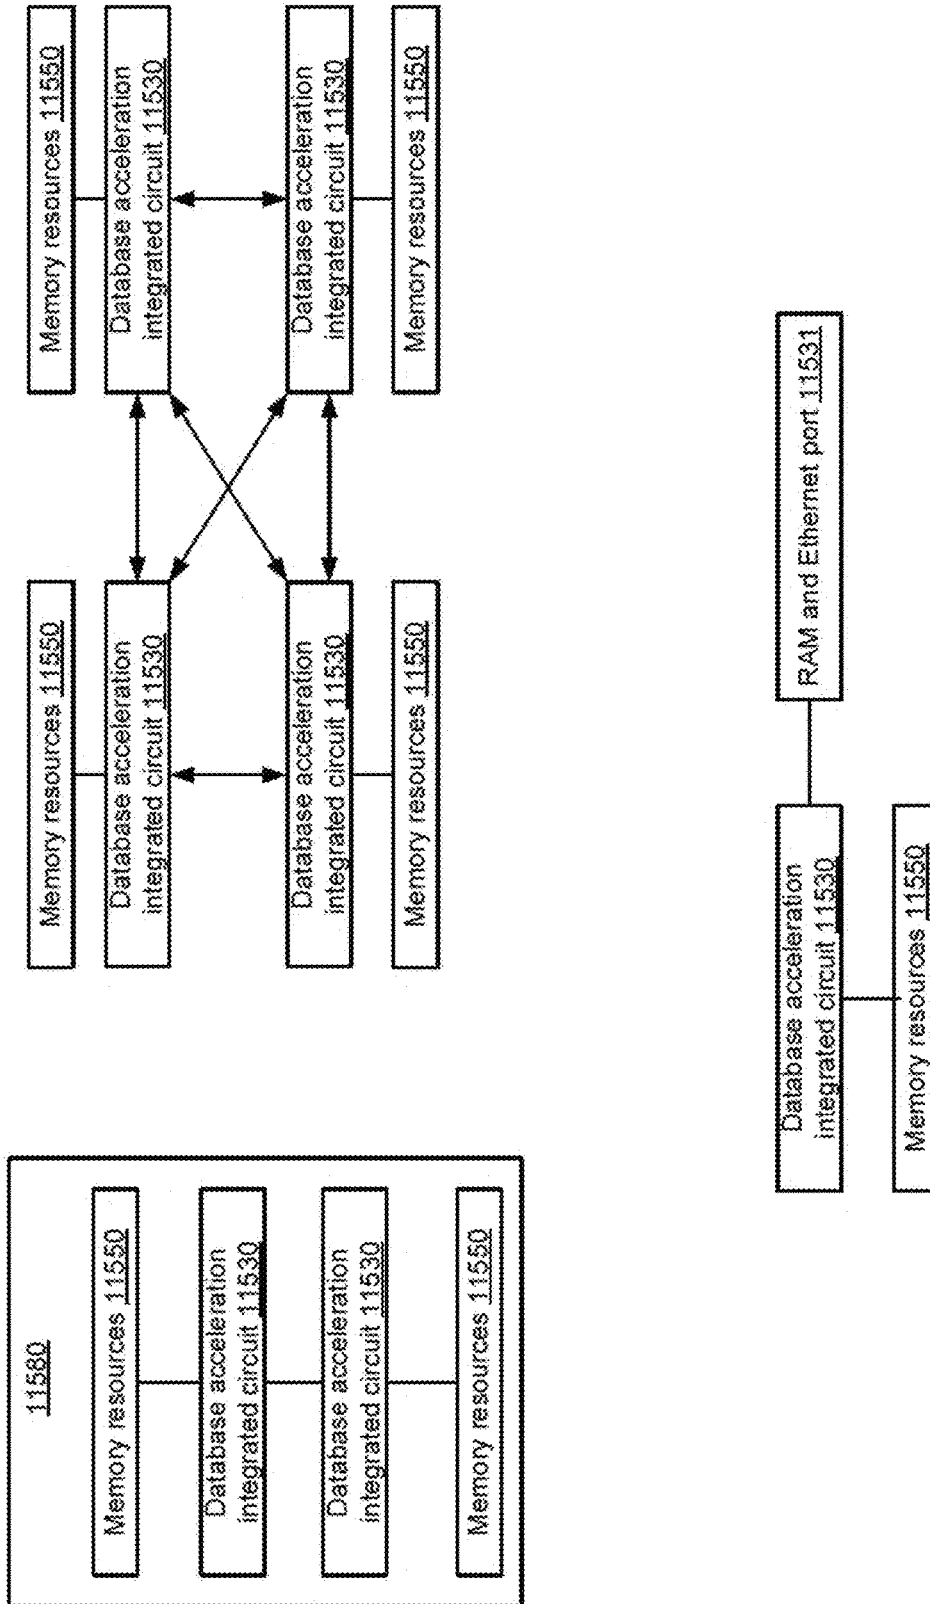 11580
Memory resources 11550
Database acceleration
integrated circuit 11530
Database acceleration
integrated circuit 11530
Memory resources 11550
Memory resources 11550
Database acceleration
integrated circuit 11530
Database acceleration
integrated circuit 11530
Memory resources 11550
Memory resources 11550
Database acceleration
integrated circuit 11530
Database acceleration
integrated circuit 11530
Memory resources 11550
Database acceleration
integrated circuit 11530
Memory resources 11550
RAM and Ethernet port 11531